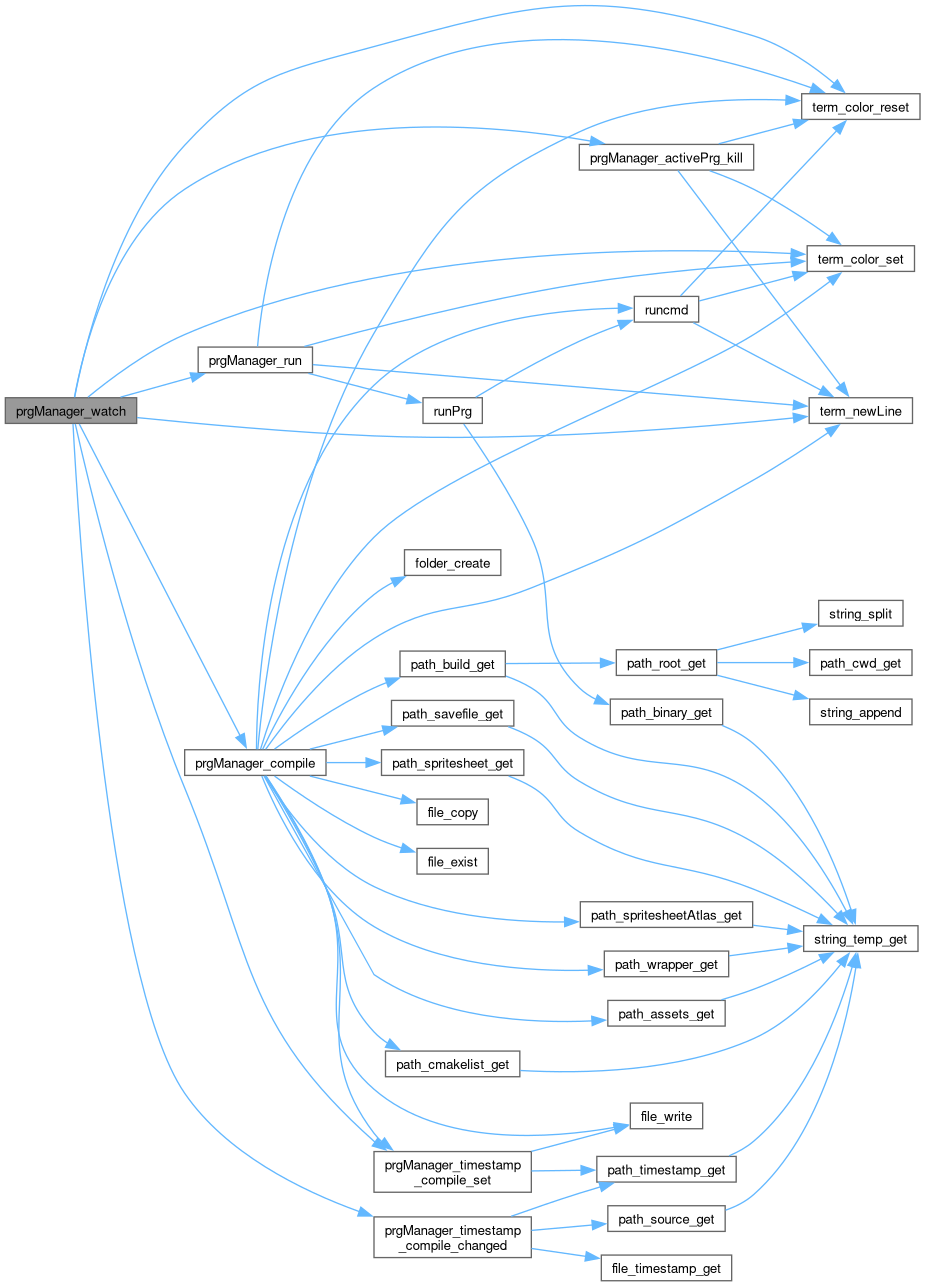 term_color_reset
prgManager_activePrg_kill
term_color_set
runcmd
prgManager_run
prgManager_watch
runPrg
term_newLine
folder_create
string_split
path_build_get
path_root_get
path_cwd_get
path_savefile_get
path_binary_get
string_append
prgManager_compile
path_spritesheet_get
file_copy
file_exist
path_spritesheetAtlas_get
string_temp_get
path_wrapper_get
path_assets_get
path_cmakelist_get
file_write
prgManager_timestamp
_compile_set
path_timestamp_get
path_source_get
prgManager_timestamp
_compile_changed
file_timestamp_get